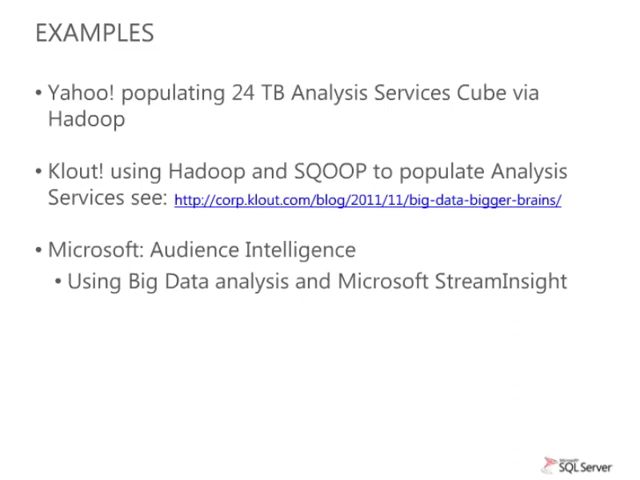 EXAMPLES
• Yahoo! populating 24 TB Analysis Services Cube via
Hadoop
• Klout! using Hadoop and SQOOP to populate Analysis
Services see: http://corp.klout.com/blog/2011/11/big-data-bigger-brains/
• Microsoft: Audience Intelligence
• Using Big Data analysis and Microsoft StreamInsight
Microsoft
SQL Server